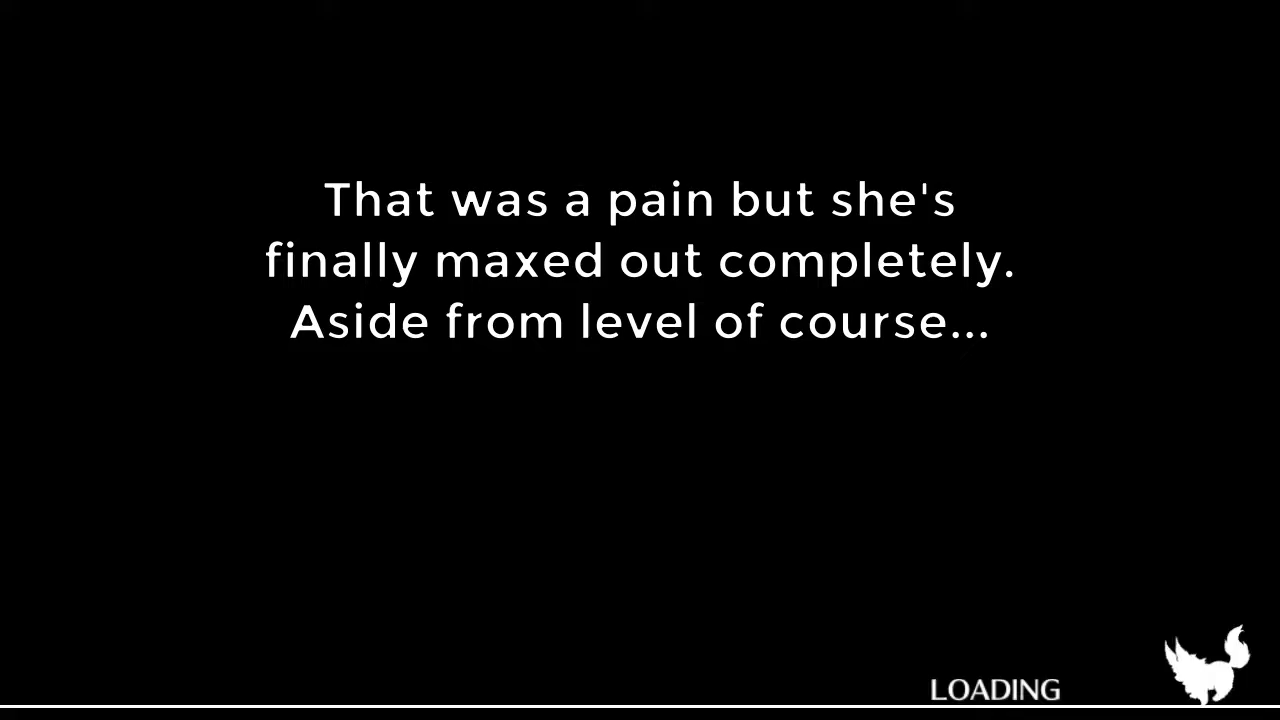 That was a pain but she's
finally maxed out completely.
Aside from level of course...
LOADING